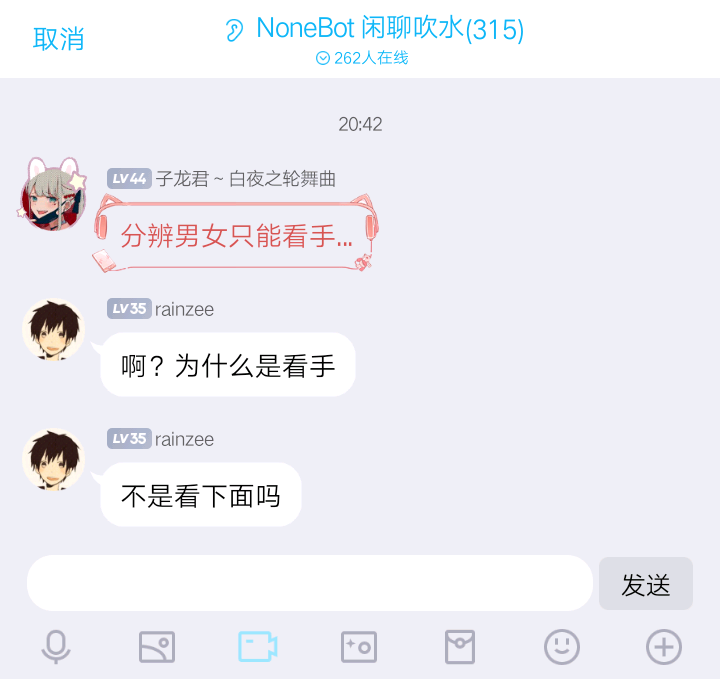 取消
NoneBot 闲聊吹水(315)
262人在线
20:42
LV44 子龙君 ~ 白夜之轮舞曲
分辨男女只能看手...
LV35 rainzee
啊？为什么是看手
LV35 rainzee
不是看下面吗
发送